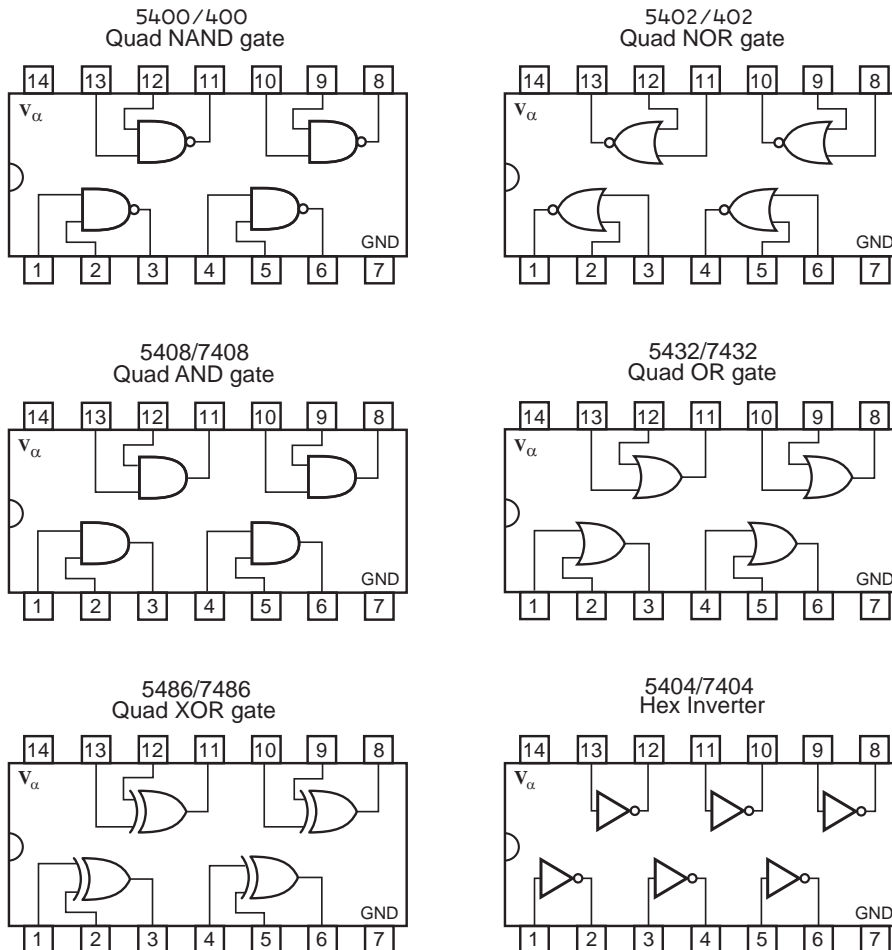 5400/400
Quad NAND gate
14 13 12 11 10 9 8
Vα
GND
1 2 3 4 5 6 7
5402/402
Quad NOR gate
14 13 12 11 10 9 8
Vα
GND
1 2 3 4 5 6 7
5408/7408
Quad AND gate
14 13 12 11 10 9 8
Vα
GND
1 2 3 4 5 6 7
5432/7432
Quad OR gate
14 13 12 11 10 9 8
Vα
GND
1 2 3 4 5 6 7
5486/7486
Quad XOR gate
14 13 12 11 10 9 8
Vα
GND
1 2 3 4 5 6 7
5404/7404
Hex Inverter
14 13 12 11 10 9 8
Vα
GND
1 2 3 4 5 6 7